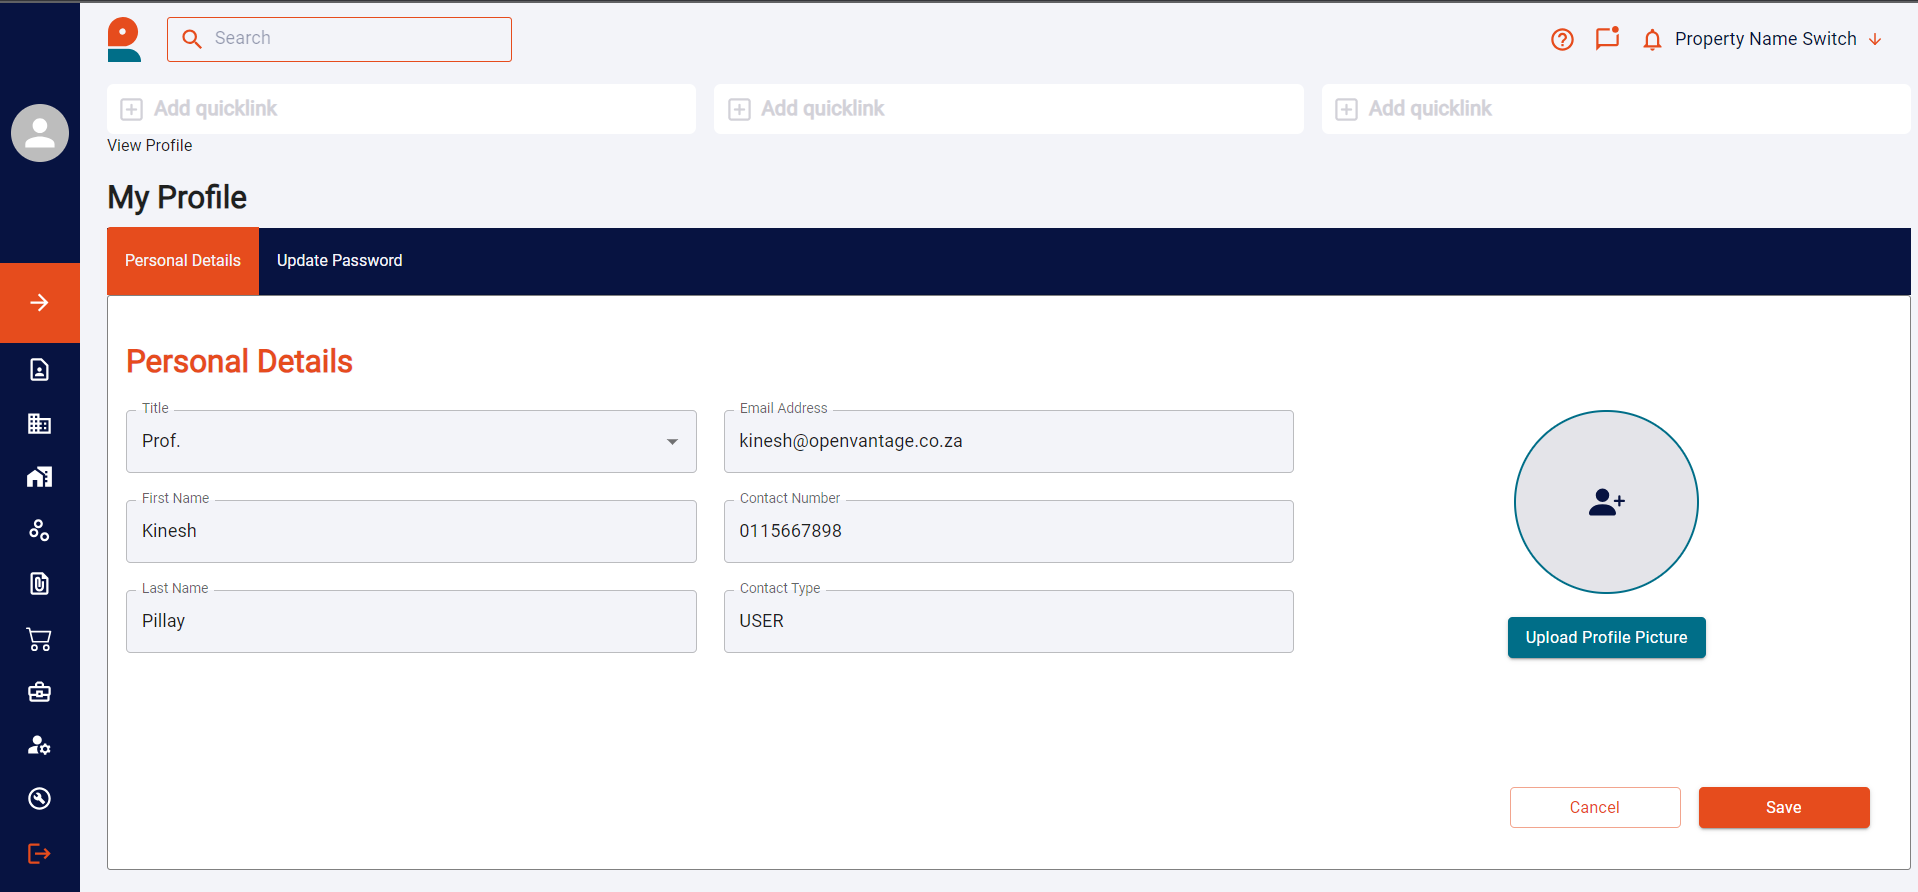 Search
Property Name Switch
Add quicklink
Add quicklink
Add quicklink
View Profile
My Profile
Personal Details
Update Password
Personal Details
Title
Prof.
Email Address
kinesh@openvantage.co.za
First Name
Kinesh
Contact Number
0115667898
Last Name
Pillay
Contact Type
USER
Upload Profile Picture
Cancel
Save